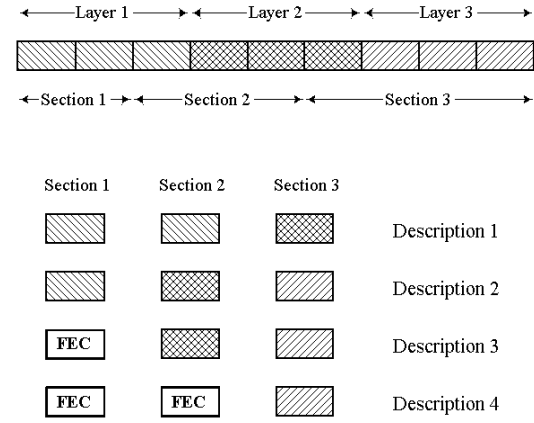 Layer 1 Layer 2 Layer 3
Section 1 Section 2 Section 3
Section 1 Section 2 Section 3
Description 1
Description 2
FEC Description 3
FEC FEC Description 4